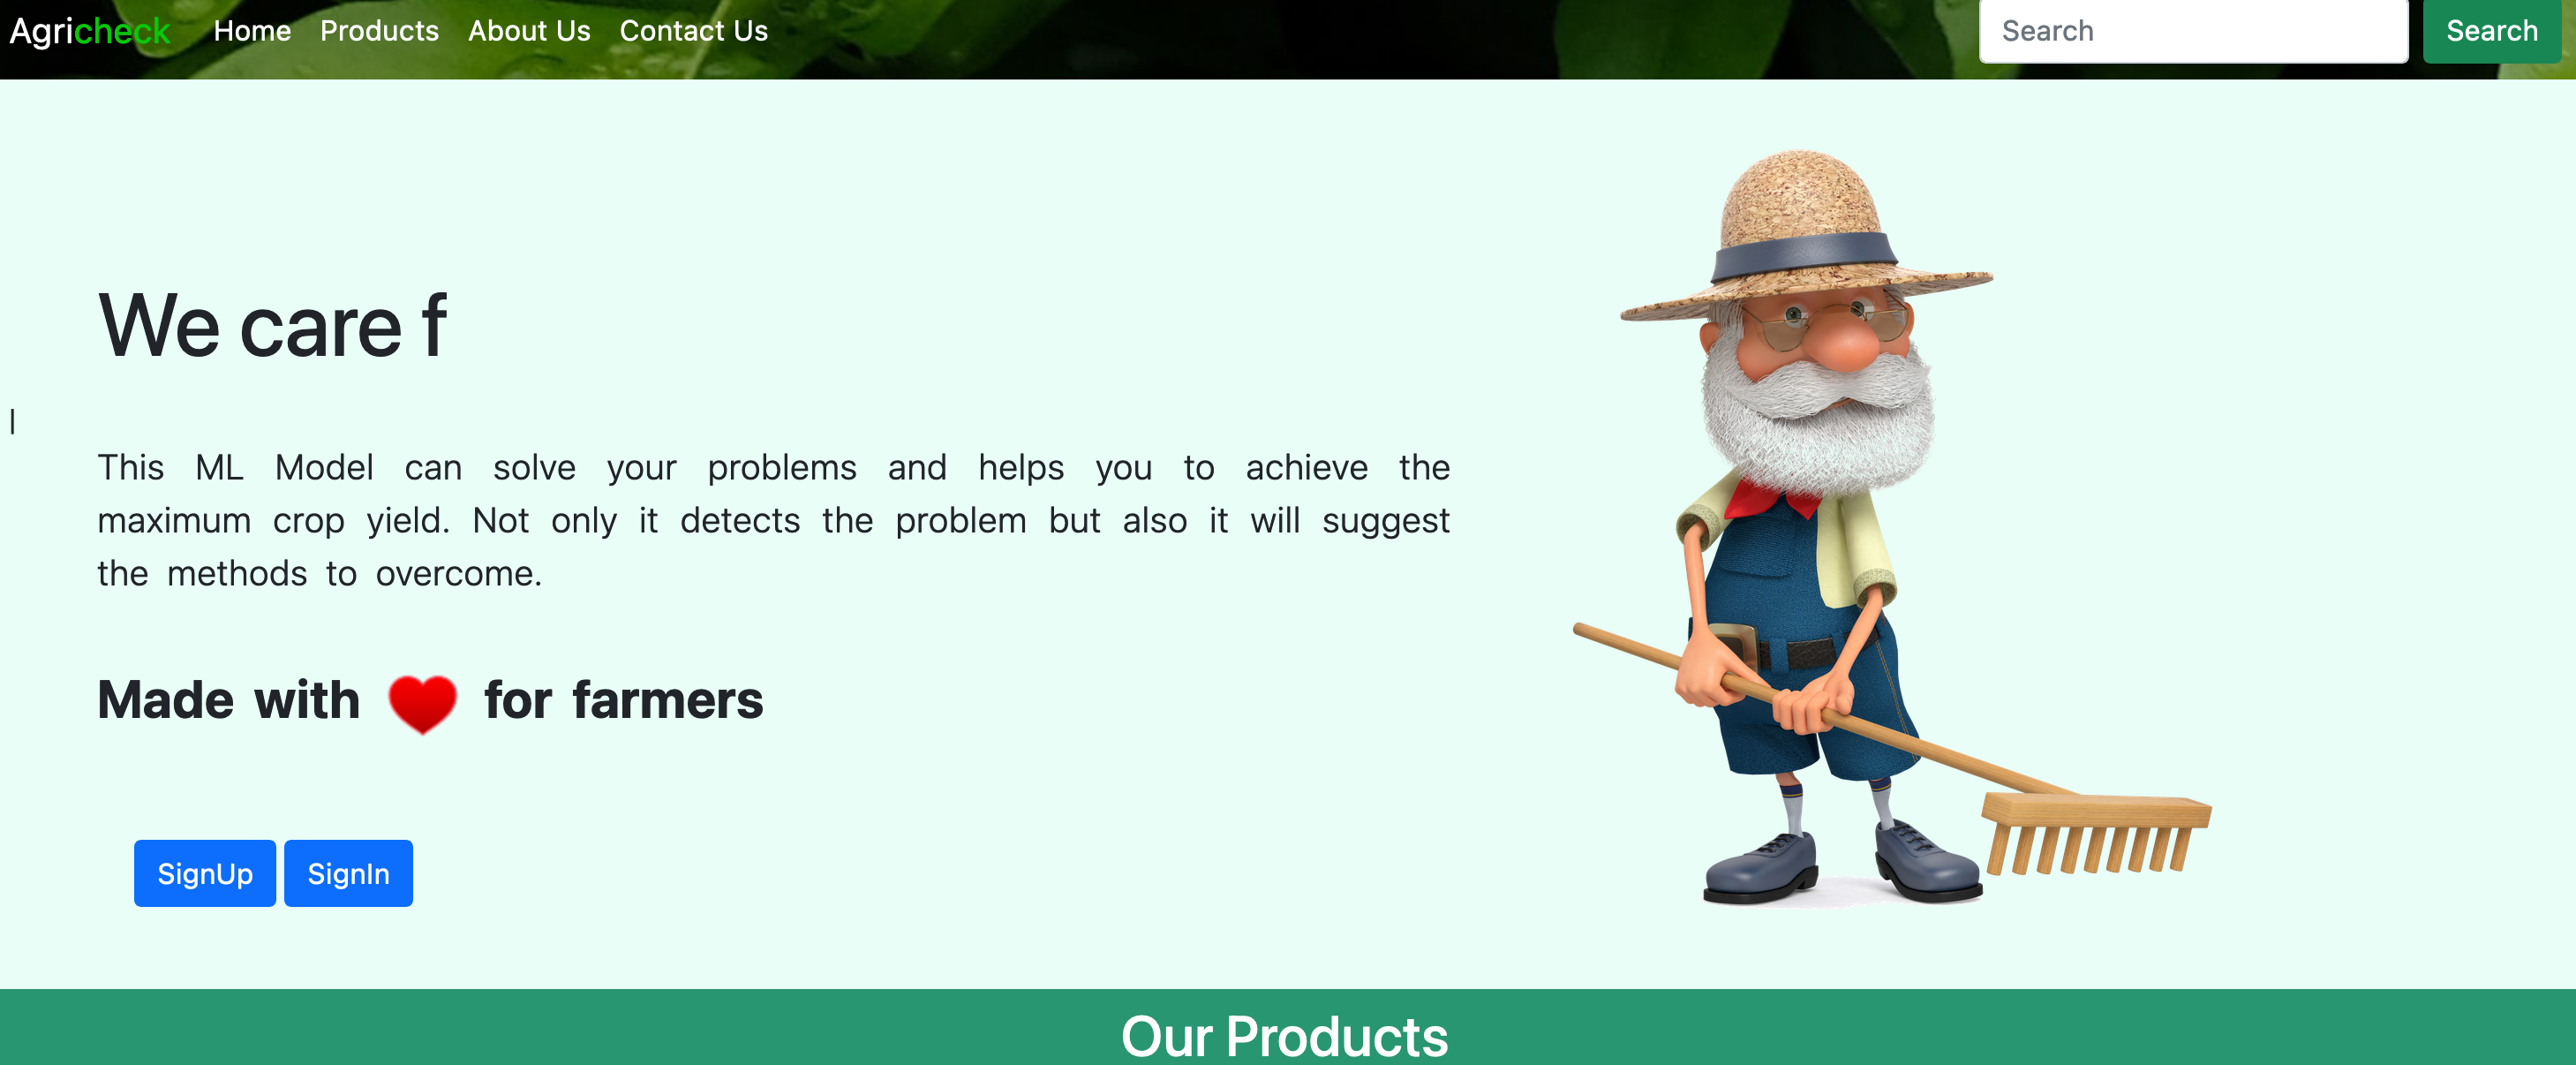 Agricheck Home Products About Us Contact Us Search Search
We care f
|
This ML Model can solve your problems and helps you to achieve the
maximum crop yield. Not only it detects the problem but also it will suggest
the methods to overcome.
Made with ❤ for farmers
SignUp SignIn
Our Products